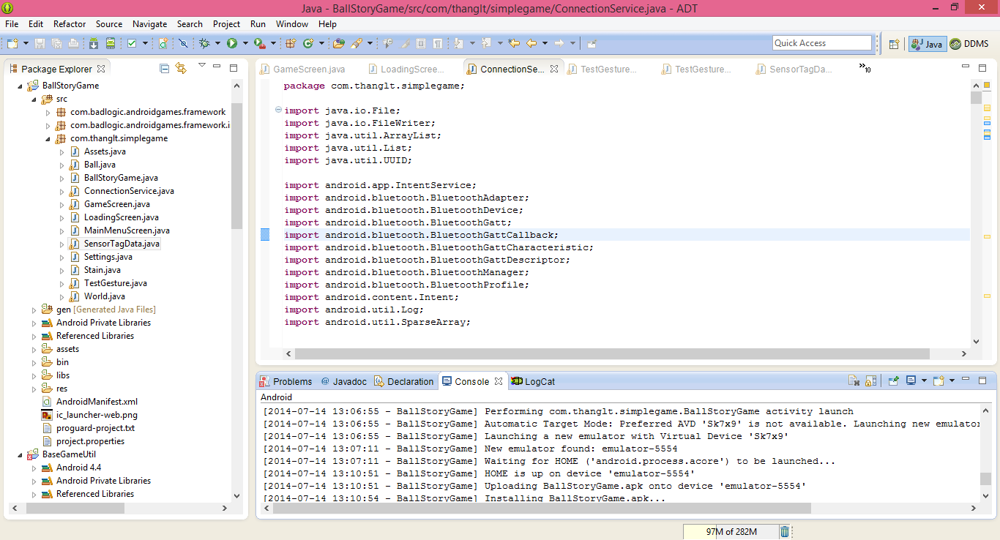 Java - BallStoryGame/src/com/thanglt/simplegame/ConnectionService.java - ADT
File Edit Refactor Source Navigate Search Project Run Window Help
Quick Access
Java
DDMS
Package Explorer
BallStoryGame
src
com.badlogic.androidgames.framework
com.badlogic.androidgames.framework.i
com.thanglt.simplegame
Assets.java
Ball.java
BallStoryGame.java
ConnectionService.java
GameScreen.java
LoadingScreen.java
MainMenuScreen.java
SensorTagData.java
Settings.java
Stain.java
TestGesture.java
World.java
gen [Generated Java Files]
Android Private Libraries
Referenced Libraries
assets
bin
libs
res
AndroidManifest.xml
ic_launcher-web.png
proguard-project.txt
project.properties
BaseGameUtil
Android 4.4
Android Private Libraries
Referenced Libraries
GameScreen.java LoadingScree... ConnectionSe... TestGesture... TestGesture... SensorTagDa... »10
package com.thanglt.simplegame;
import java.io.File;
import java.io.FileWriter;
import java.util.ArrayList;
import java.util.List;
import java.util.UUID;
import android.app.IntentService;
import android.bluetooth.BluetoothAdapter;
import android.bluetooth.BluetoothDevice;
import android.bluetooth.BluetoothGatt;
import android.bluetooth.BluetoothGattCallback;
import android.bluetooth.BluetoothGattCharacteristic;
import android.bluetooth.BluetoothGattDescriptor;
import android.bluetooth.BluetoothManager;
import android.bluetooth.BluetoothProfile;
import android.content.Intent;
import android.util.Log;
import android.util.SparseArray;
Problems @ Javadoc Declaration Console LogCat
Android
[2014-07-14 13:06:55 - BallStoryGame] Performing com.thanglt.simplegame.BallStoryGame activity launch
[2014-07-14 13:06:55 - BallStoryGame] Automatic Target Mode: Preferred AVD 'Sk7x9' is not available. Launching new emulator
[2014-07-14 13:06:55 - BallStoryGame] Launching a new emulator with Virtual Device 'Sk7x9'
[2014-07-14 13:07:11 - BallStoryGame] New emulator found: emulator-5554
[2014-07-14 13:07:11 - BallStoryGame] Waiting for HOME ('android.process.acore') to be launched...
[2014-07-14 13:10:51 - BallStoryGame] HOME is up on device 'emulator-5554'
[2014-07-14 13:10:51 - BallStoryGame] Uploading BallStoryGame.apk onto device 'emulator-5554'
[2014-07-14 13:10:54 - BallStoryGame] Installing BallStoryGame.apk...
97M of 282M